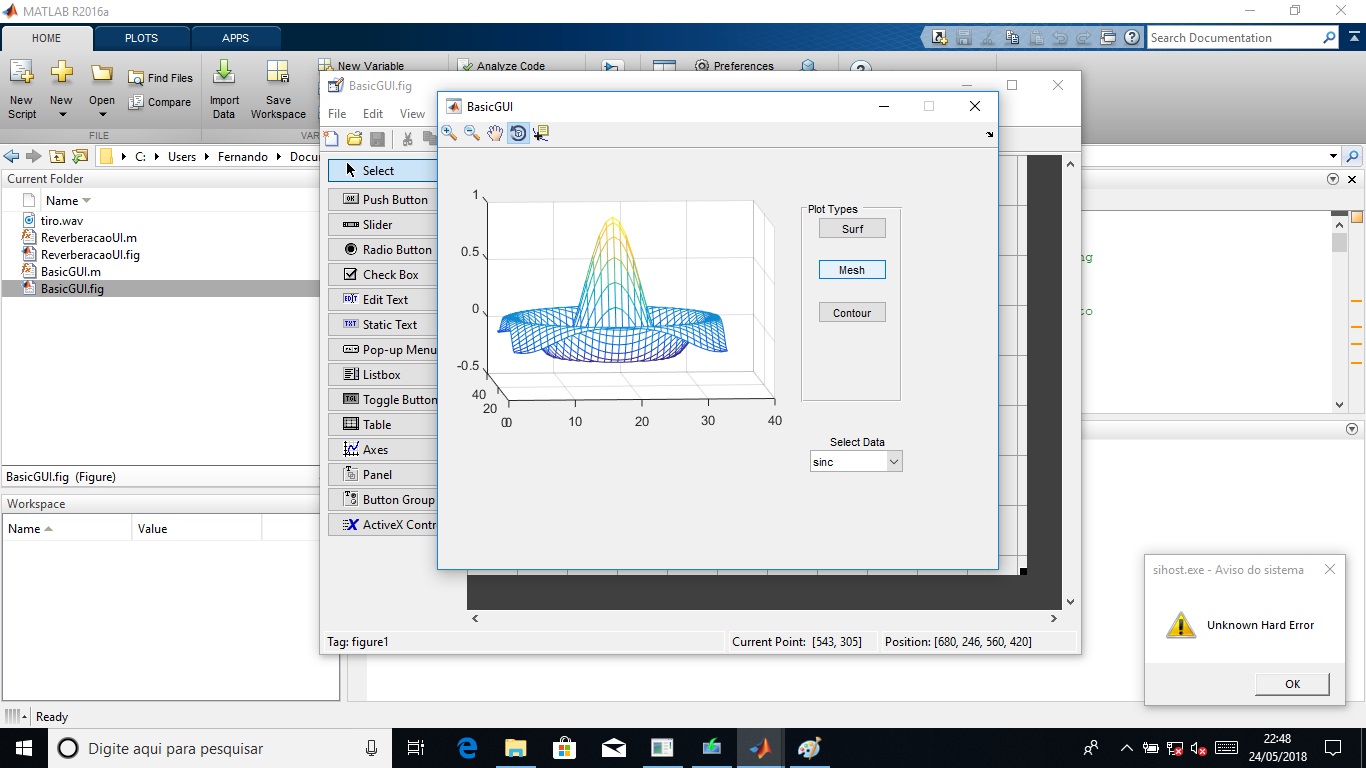 MATLAB R2016a
HOME PLOTS APPS
Search Documentation
New Script
New
Open
Find Files
Compare
Import Data
Save Workspace
New Variable
Analyze Code
Preferences
FILE
VAR
C: Users Fernando Docu
Current Folder
Name
tiro.wav
ReverberacaoUI.m
ReverberacaoUI.fig
BasicGUI.m
BasicGUI.fig
BasicGUI.fig (Figure)
Workspace
Name Value
Ready
BasicGUI.fig
File Edit View
Select
OK Push Button
Slider
Radio Button
Check Box
EDIT Edit Text
TXT Static Text
Pop-up Menu
Listbox
TGL Toggle Button
Table
Axes
Panel
Button Group
X ActiveX Contr
Tag: figure1
Current Point: [543, 305]
Position: [680, 246, 560, 420]
BasicGUI
1
0.5
0
-0.5
40
20
0
0
10
20
30
40
Plot Types
Surf
Mesh
Contour
Select Data
sinc
ng
to
sihost.exe - Aviso do sistema
Unknown Hard Error
OK
Digite aqui para pesquisar
22:48
24/05/2018